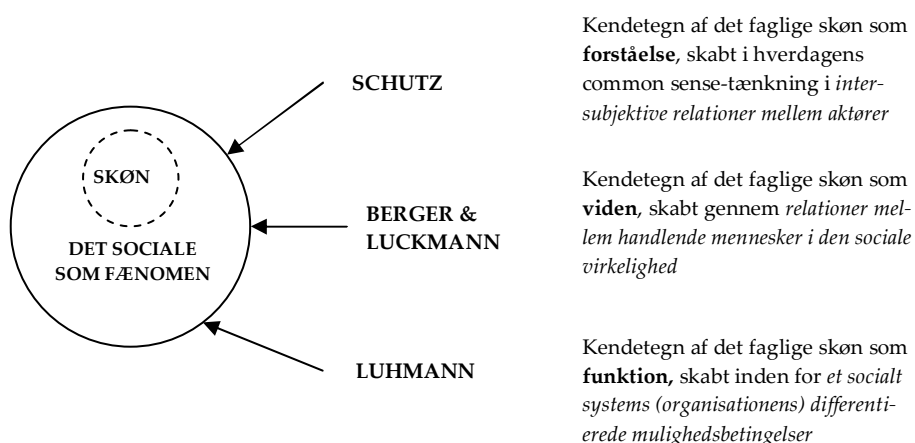 SKØN
DET SOCIALE
SOM FÆNOMEN
SCHUTZ
Kendetegn af det faglige skøn som
forståelse, skabt i hverdagens
common sense-tænkning i inter-
subjektive relationer mellem aktører
BERGER &
LUCKMANN
Kendetegn af det faglige skøn som
viden, skabt gennem relationer mel-
lem handlende mennesker i den sociale
virkelighed
LUHMANN
Kendetegn af det faglige skøn som
funktion, skabt inden for et socialt
systems (organisationens) differenti-
erede mulighedsbetingelser